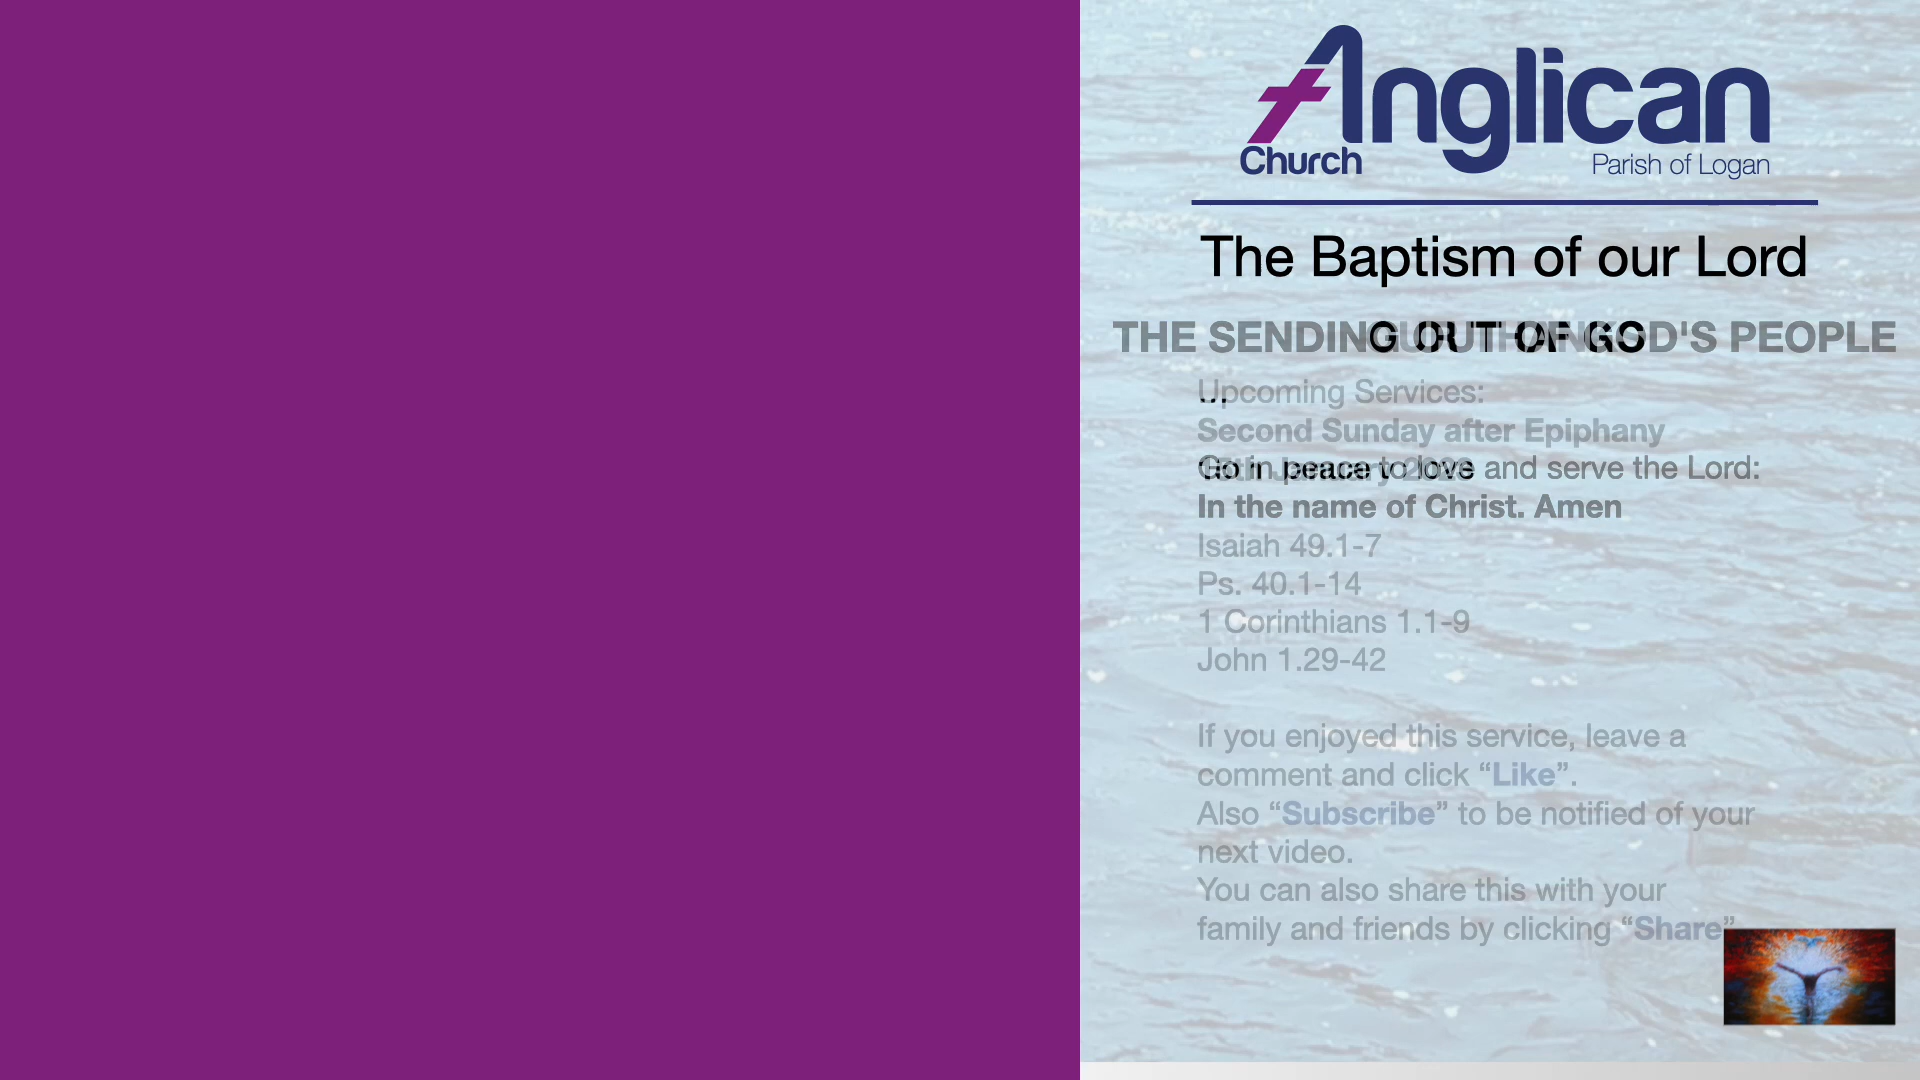 Anglican
Church
Parish of Logan
The Baptism of our Lord
THE SENDING OUT OF GOD'S PEOPLE
Upcoming Services:
Second Sunday after Epiphany
Go in peace to love and serve the Lord:
In the name of Christ. Amen
Isaiah 49.1-7
Ps. 40.1-14
1 Corinthians 1.1-9
John 1.29-42
If you enjoyed this service, leave a
comment and click “Like”.
Also “Subscribe” to be notified of your
next video.
You can also share this with your
family and friends by clicking “Share”